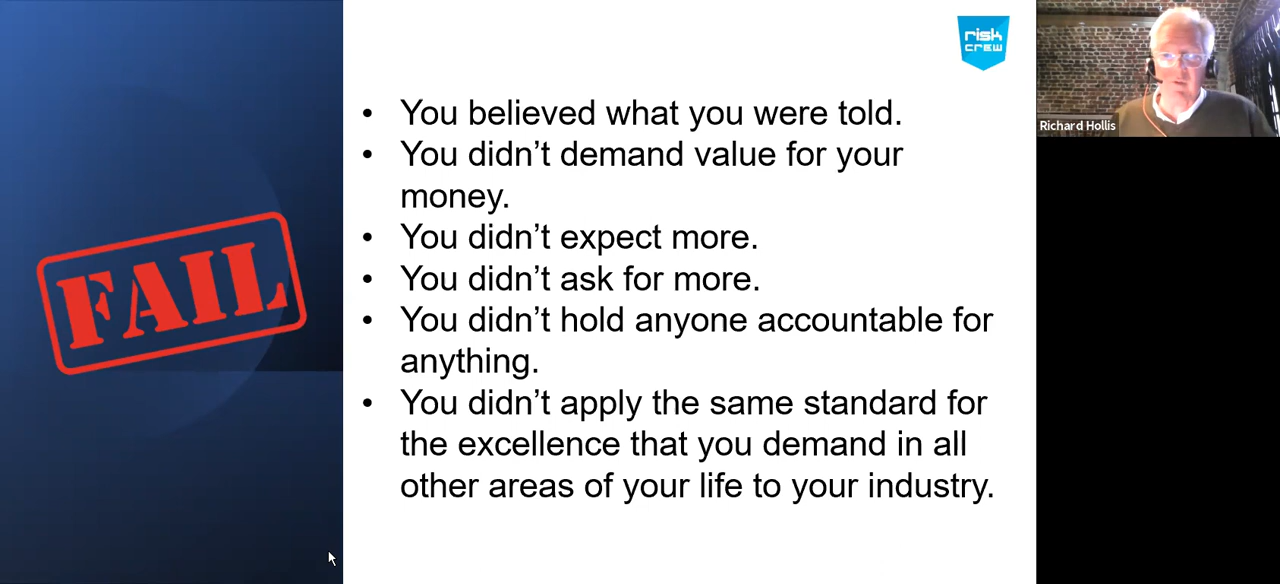 risk
crew
• You believed what you were told.
• You didn’t demand value for your
money.
• You didn’t expect more.
• You didn’t ask for more.
• You didn’t hold anyone accountable for
anything.
• You didn’t apply the same standard for
the excellence that you demand in all
other areas of your life to your industry.
FAIL
Richard Hollis